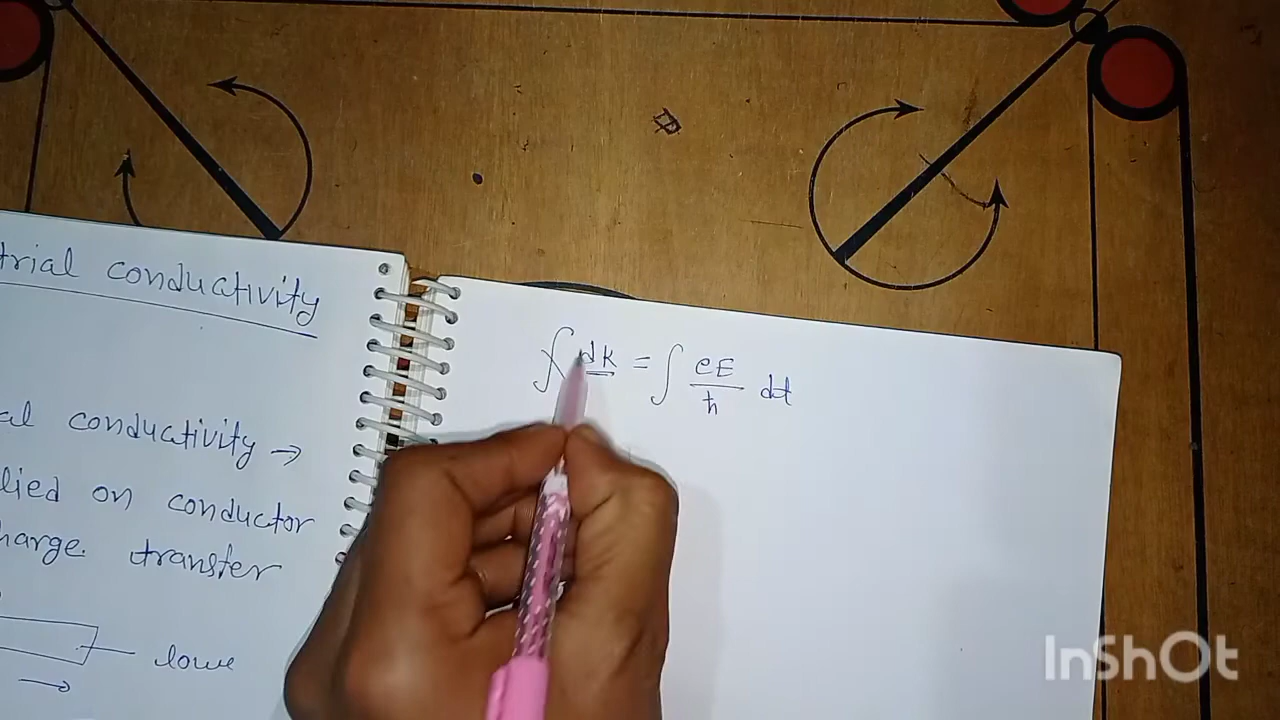 trial conductivity
al conductivity →
lied on conductor
harge transfer
lowe
∫ dk = ∫ eE/ħ dt
InShOt